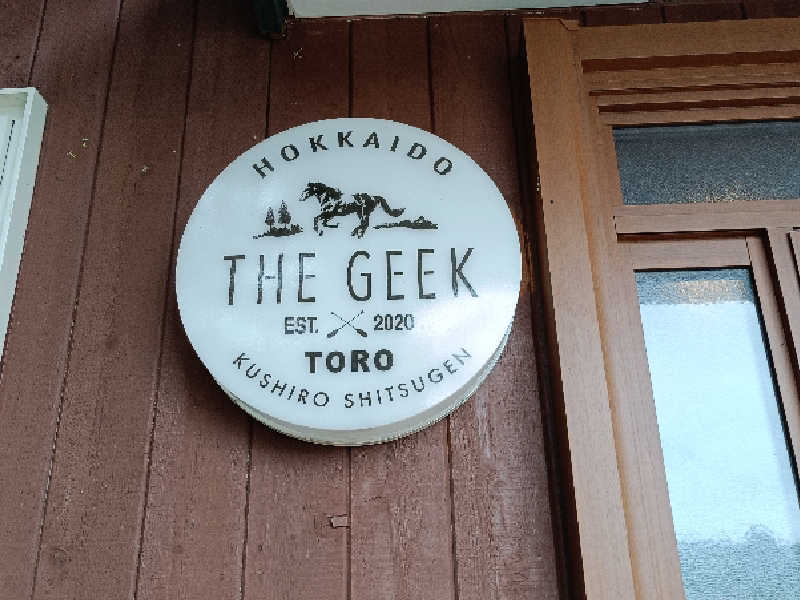 HOKKAIDO
THE GEEK
EST. 2020
TORO
KUSHIRO SHITSUGEN